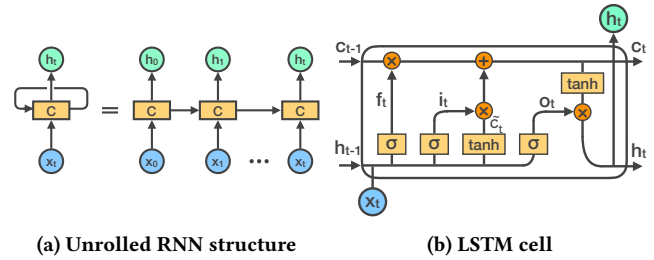 hₜ
C
xₜ
=
h₀ h₁ hₜ
C C C
x₀ x₁ ••• xₜ
(a) Unrolled RNN structure
hₜ
Cₜ₋₁ × + Cₜ
tanh
fₜ iₜ × c̃ₜ oₜ ×
σ σ tanh σ
hₜ₋₁ hₜ
xₜ
(b) LSTM cell